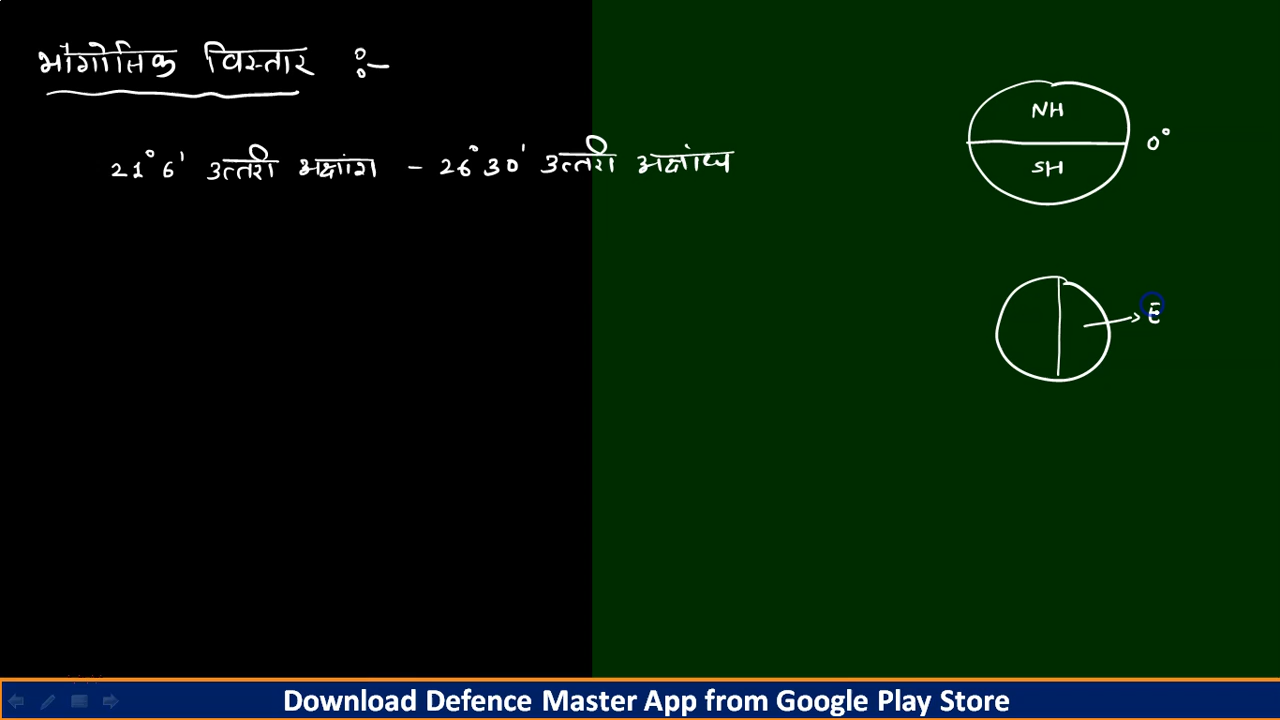 भौगोलिक विस्तार :-
21° 6' उत्तरी अक्षांश - 26° 30' उत्तरी अक्षांश
NH
0°
SH
E
Download Defence Master App from Google Play Store